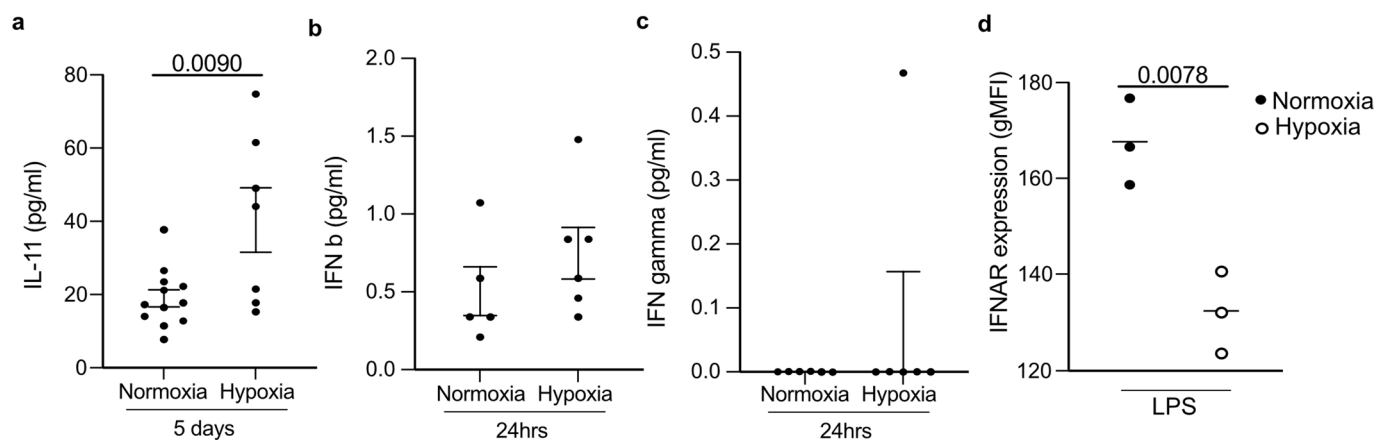 a
IL-11 (pg/ml)
80
60
40
20
0
0.0090
Normoxia Hypoxia
5 days
b
IFN b (pg/ml)
2.0
1.5
1.0
0.5
0.0
Normoxia Hypoxia
24hrs
c
IFN gamma (pg/ml)
0.5
0.4
0.3
0.2
0.1
0.0
Normoxia Hypoxia
24hrs
d
IFNAR expression (gMFI)
180
160
140
120
0.0078
LPS
Normoxia
Hypoxia